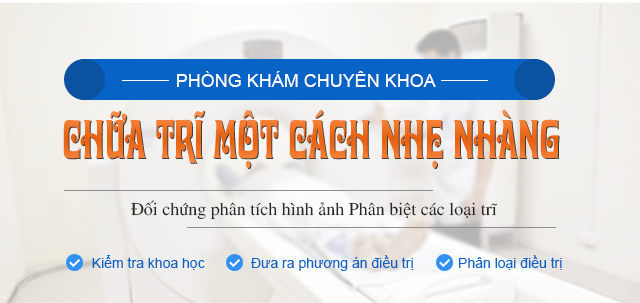 PHÒNG KHÁM CHUYÊN KHOA
CHỮA TRĨ MỘT CÁCH NHẸ NHÀNG
Đối chứng phân tích hình ảnh Phân biệt các loại trĩ
Kiểm tra khoa học Đưa ra phương án điều trị Phân loại điều trị